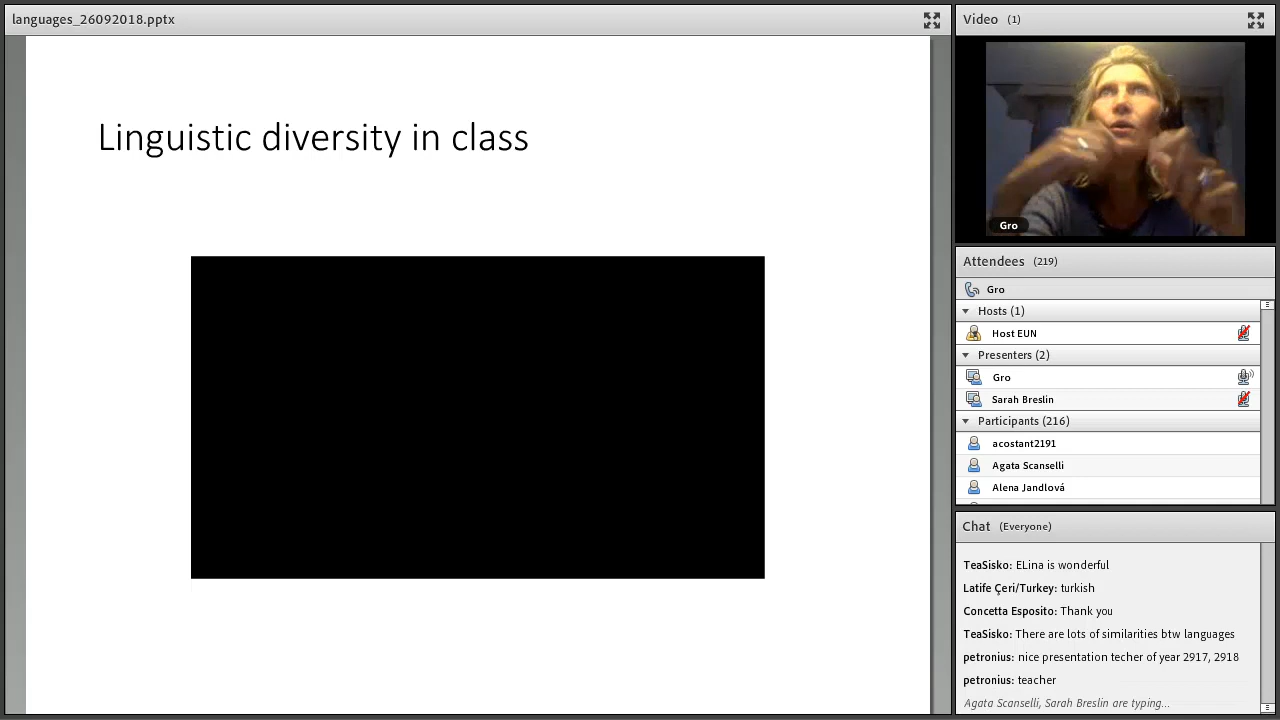 languages_26092018.pptx
Linguistic diversity in class
Video (1)
Gro
Attendees (219)
Gro
Hosts (1)
Host EUN
Presenters (2)
Gro
Sarah Breslin
Participants (216)
acostant2191
Agata Scanselli
Alena Jandlová
Chat (Everyone)
TeaSisko: ELina is wonderful
Latife Çeri/Turkey: turkish
Concetta Esposito: Thank you
TeaSisko: There are lots of similarities btw languages
petronius: nice presentation techer of year 2917, 2918
petronius: teacher
Agata Scanselli, Sarah Breslin are typing...